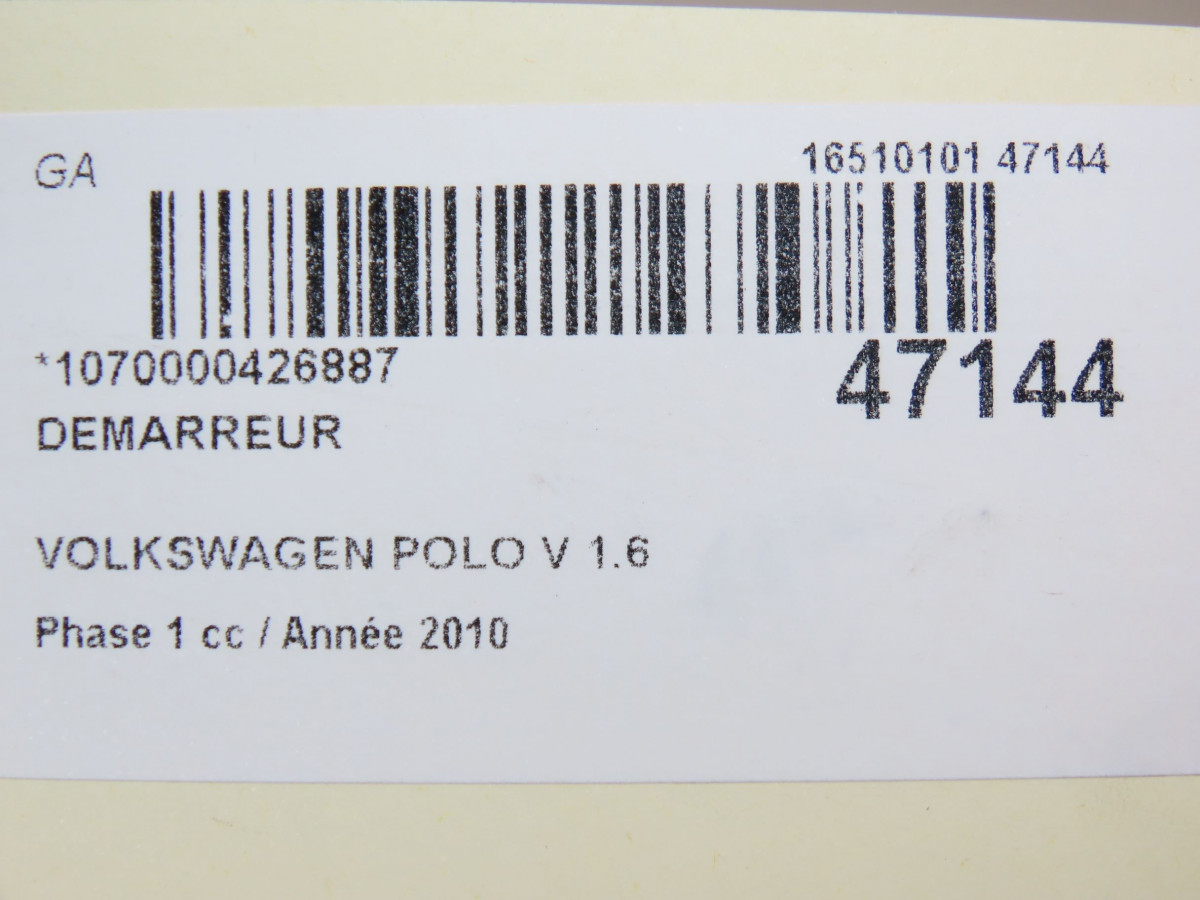 GA
16510101 47144
*1070000426887
47144
DEMARREUR
VOLKSWAGEN POLO V 1.6
Phase 1 cc / Année 2010